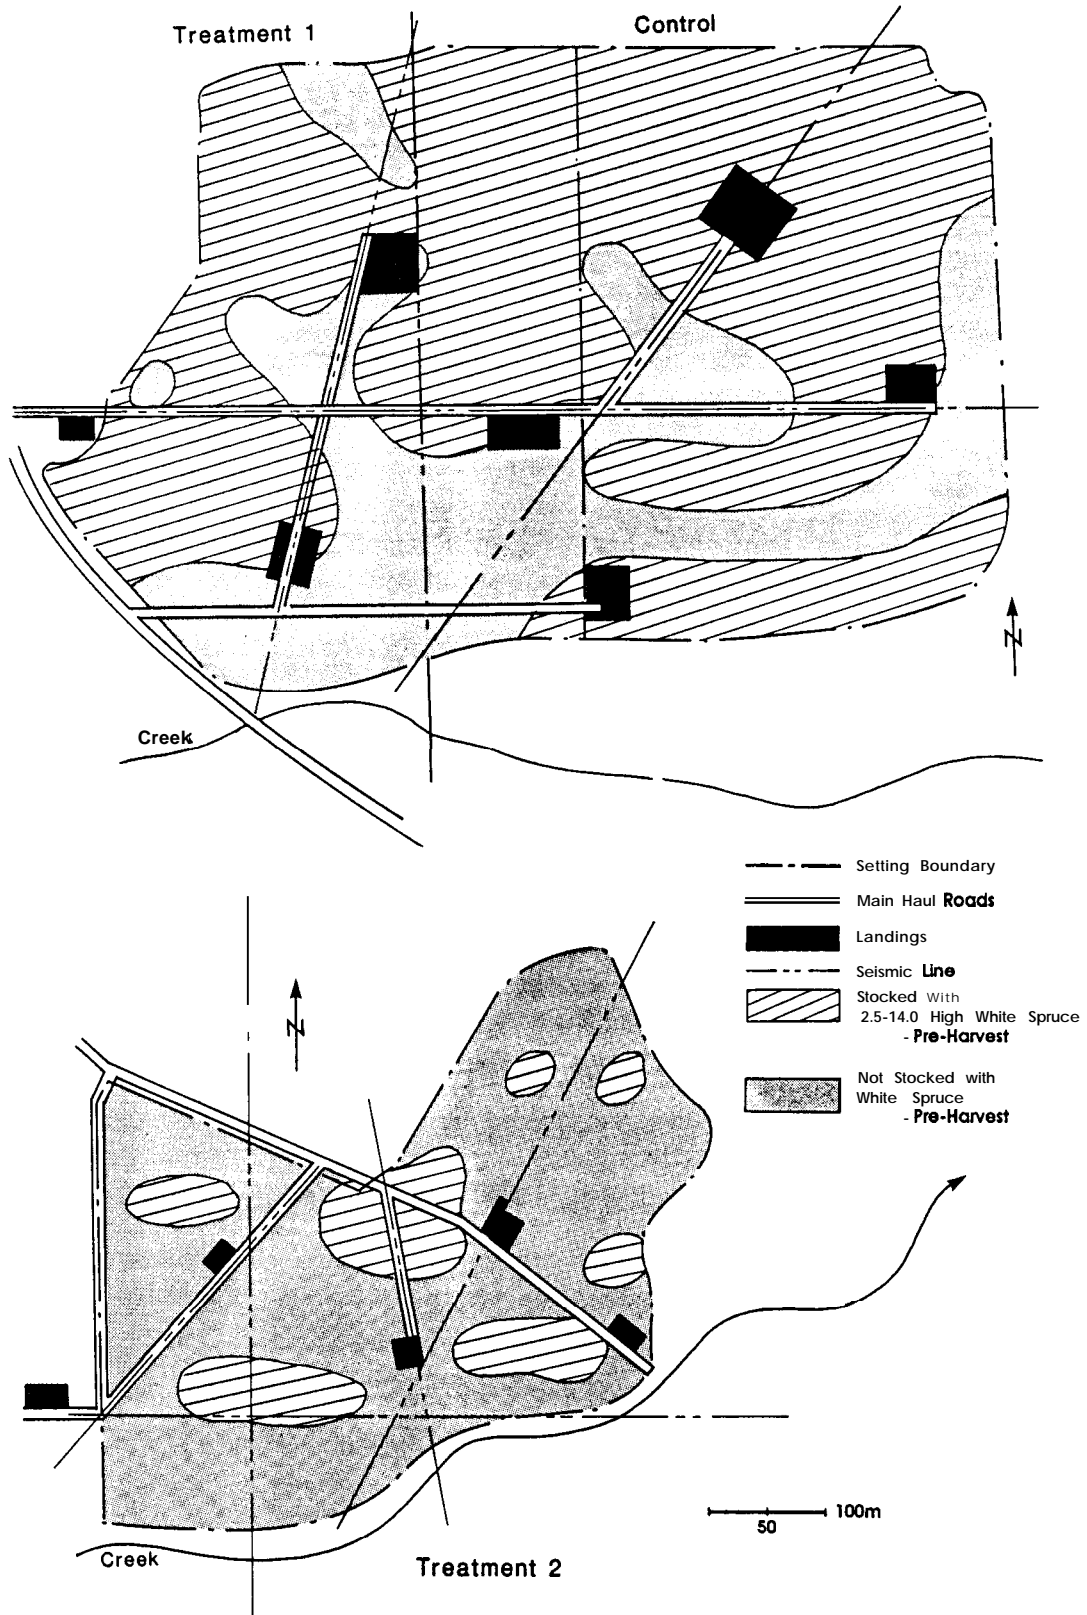 Treatment 1
Control
N
Creek
Setting Boundary
Main Haul Roads
Landings
Seismic Line
Stocked With
2.5-14.0 High White Spruce
- Pre-Harvest
Not Stocked with
White Spruce
- Pre-Harvest
N
100m
50
Creek
Treatment 2